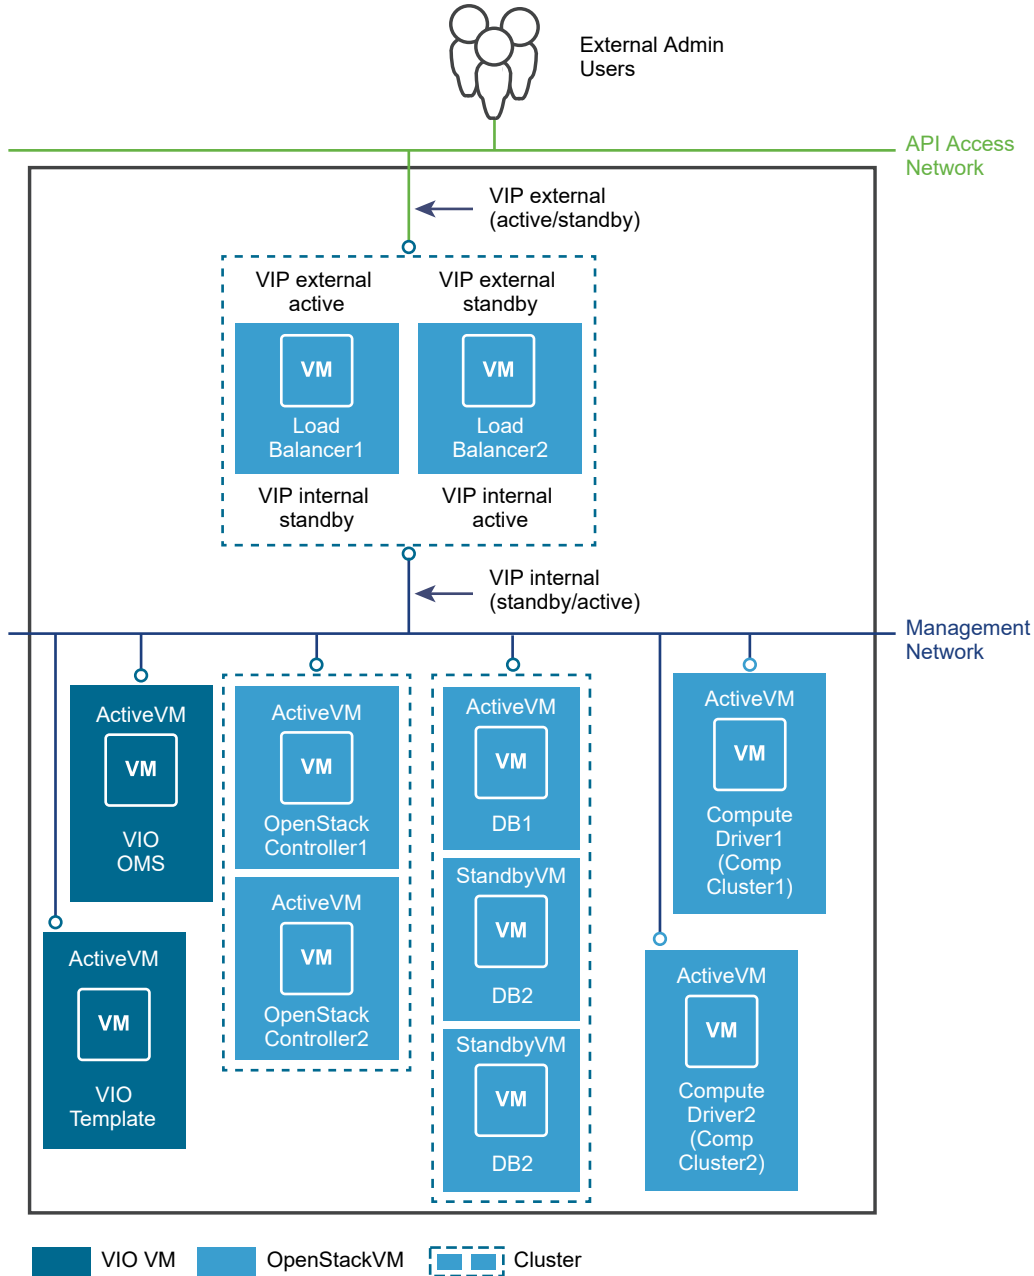 External Admin
Users
API Access
Network
VIP external
(active/standby)
VIP external
active
VIP external
standby
VM
Load
Balancer1
VM
Load
Balancer2
VIP internal
standby
VIP internal
active
VIP internal
(standby/active)
Management
Network
ActiveVM
VM
VIO
OMS
ActiveVM
VM
VIO
Template
ActiveVM
VM
OpenStack
Controller1
ActiveVM
VM
OpenStack
Controller2
ActiveVM
VM
DB1
StandbyVM
VM
DB2
StandbyVM
VM
DB2
ActiveVM
VM
Compute
Driver1
(Comp
Cluster1)
ActiveVM
VM
Compute
Driver2
(Comp
Cluster2)
VIO VM
OpenStackVM
Cluster